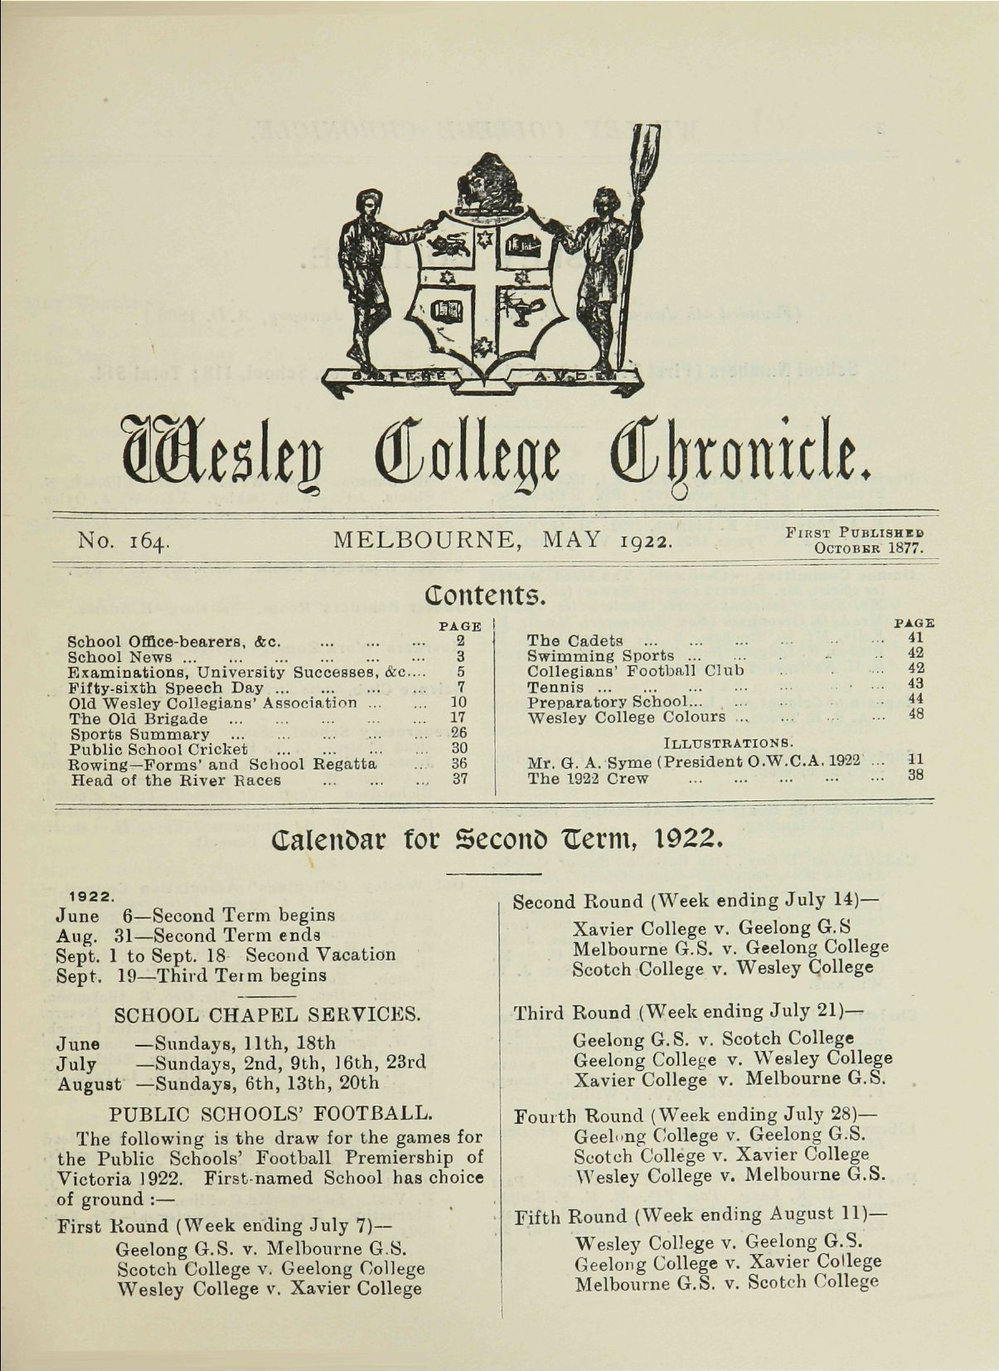 SAPERE AUDE
Wesley College Chronicle.
No. 164. MELBOURNE, MAY 1922. First Published
October 1877.
Contents.
PAGE
School Office-bearers, &c. ... ... ... 2
School News ... ... ... ... ... ... 3
Examinations, University Successes, &c.... 5
Fifty-sixth Speech Day ... ... ... ... 7
Old Wesley Collegians' Association ... ... 10
The Old Brigade ... ... ... ... ... 17
Sports Summary ... ... ... ... ... 26
Public School Cricket ... ... ... ... 30
Rowing—Forms' and School Regatta ... 36
Head of the River Races ... ... ... 37
PAGE
The Cadets ... ... ... ... ... ... 41
Swimming Sports ... ... . .. ... 42
Collegians' Football Club . .. ... 42
Tennis ... ... ... ... ... . ... 43
Preparatory School... ... ... ... ... 44
Wesley College Colours ... ... ... ... 48
Illustrations.
Mr. G. A. Syme (President O.W.C.A. 1922 ... 11
The 1922 Crew ... ... ... ... ... 38
Calendar for Second Term, 1922.
1922.
June 6—Second Term begins
Aug. 31—Second Term ends
Sept. 1 to Sept. 18 Second Vacation
Sept. 19—Third Term begins
SCHOOL CHAPEL SERVICES.
June —Sundays, 11th, 18th
July —Sundays, 2nd, 9th, 16th, 23rd
August —Sundays, 6th, 13th, 20th
PUBLIC SCHOOLS' FOOTBALL.
The following is the draw for the games for
the Public Schools' Football Premiership of
Victoria 1922. First-named School has choice
of ground :—
First Round (Week ending July 7)—
Geelong G.S. v. Melbourne G.S.
Scotch College v. Geelong College
Wesley College v. Xavier College
Second Round (Week ending July 14)—
Xavier College v. Geelong G.S
Melbourne G.S. v. Geelong College
Scotch College v. Wesley College
Third Round (Week ending July 21)—
Geelong G.S. v. Scotch College
Geelong College v. Wesley College
Xavier College v. Melbourne G.S.
Fourth Round (Week ending July 28)—
Geelong College v. Geelong G.S.
Scotch College v. Xavier College
Wesley College v. Melbourne G.S.
Fifth Round (Week ending August 11)—
Wesley College v. Geelong G.S.
Geelong College v. Xavier College
Melbourne G.S. v. Scotch College